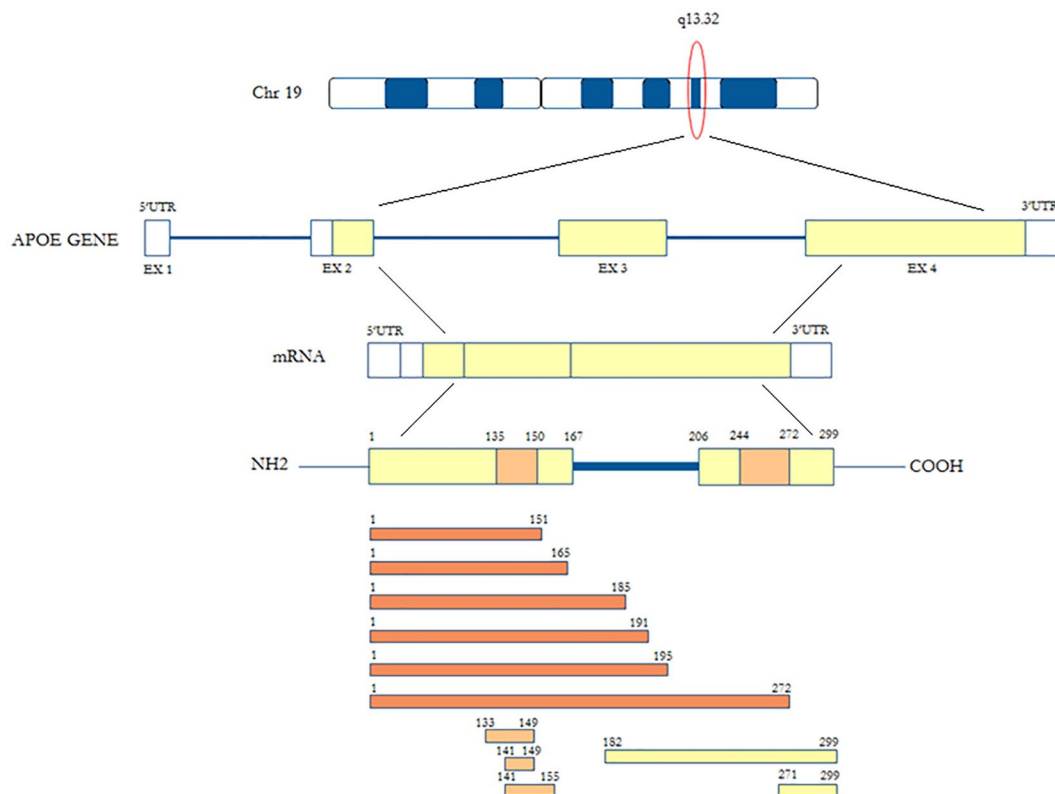 q13.32
Chr 19
5'UTR 3'UTR
APOE GENE
EX 1 EX 2 EX 3 EX 4
5'UTR 3'UTR
mRNA
1 135 150 167 206 244 272 299
NH2 COOH
1 151
1 165
1 185
1 191
1 195
1 272
133 149
182 299
141 149
141 155
271 299